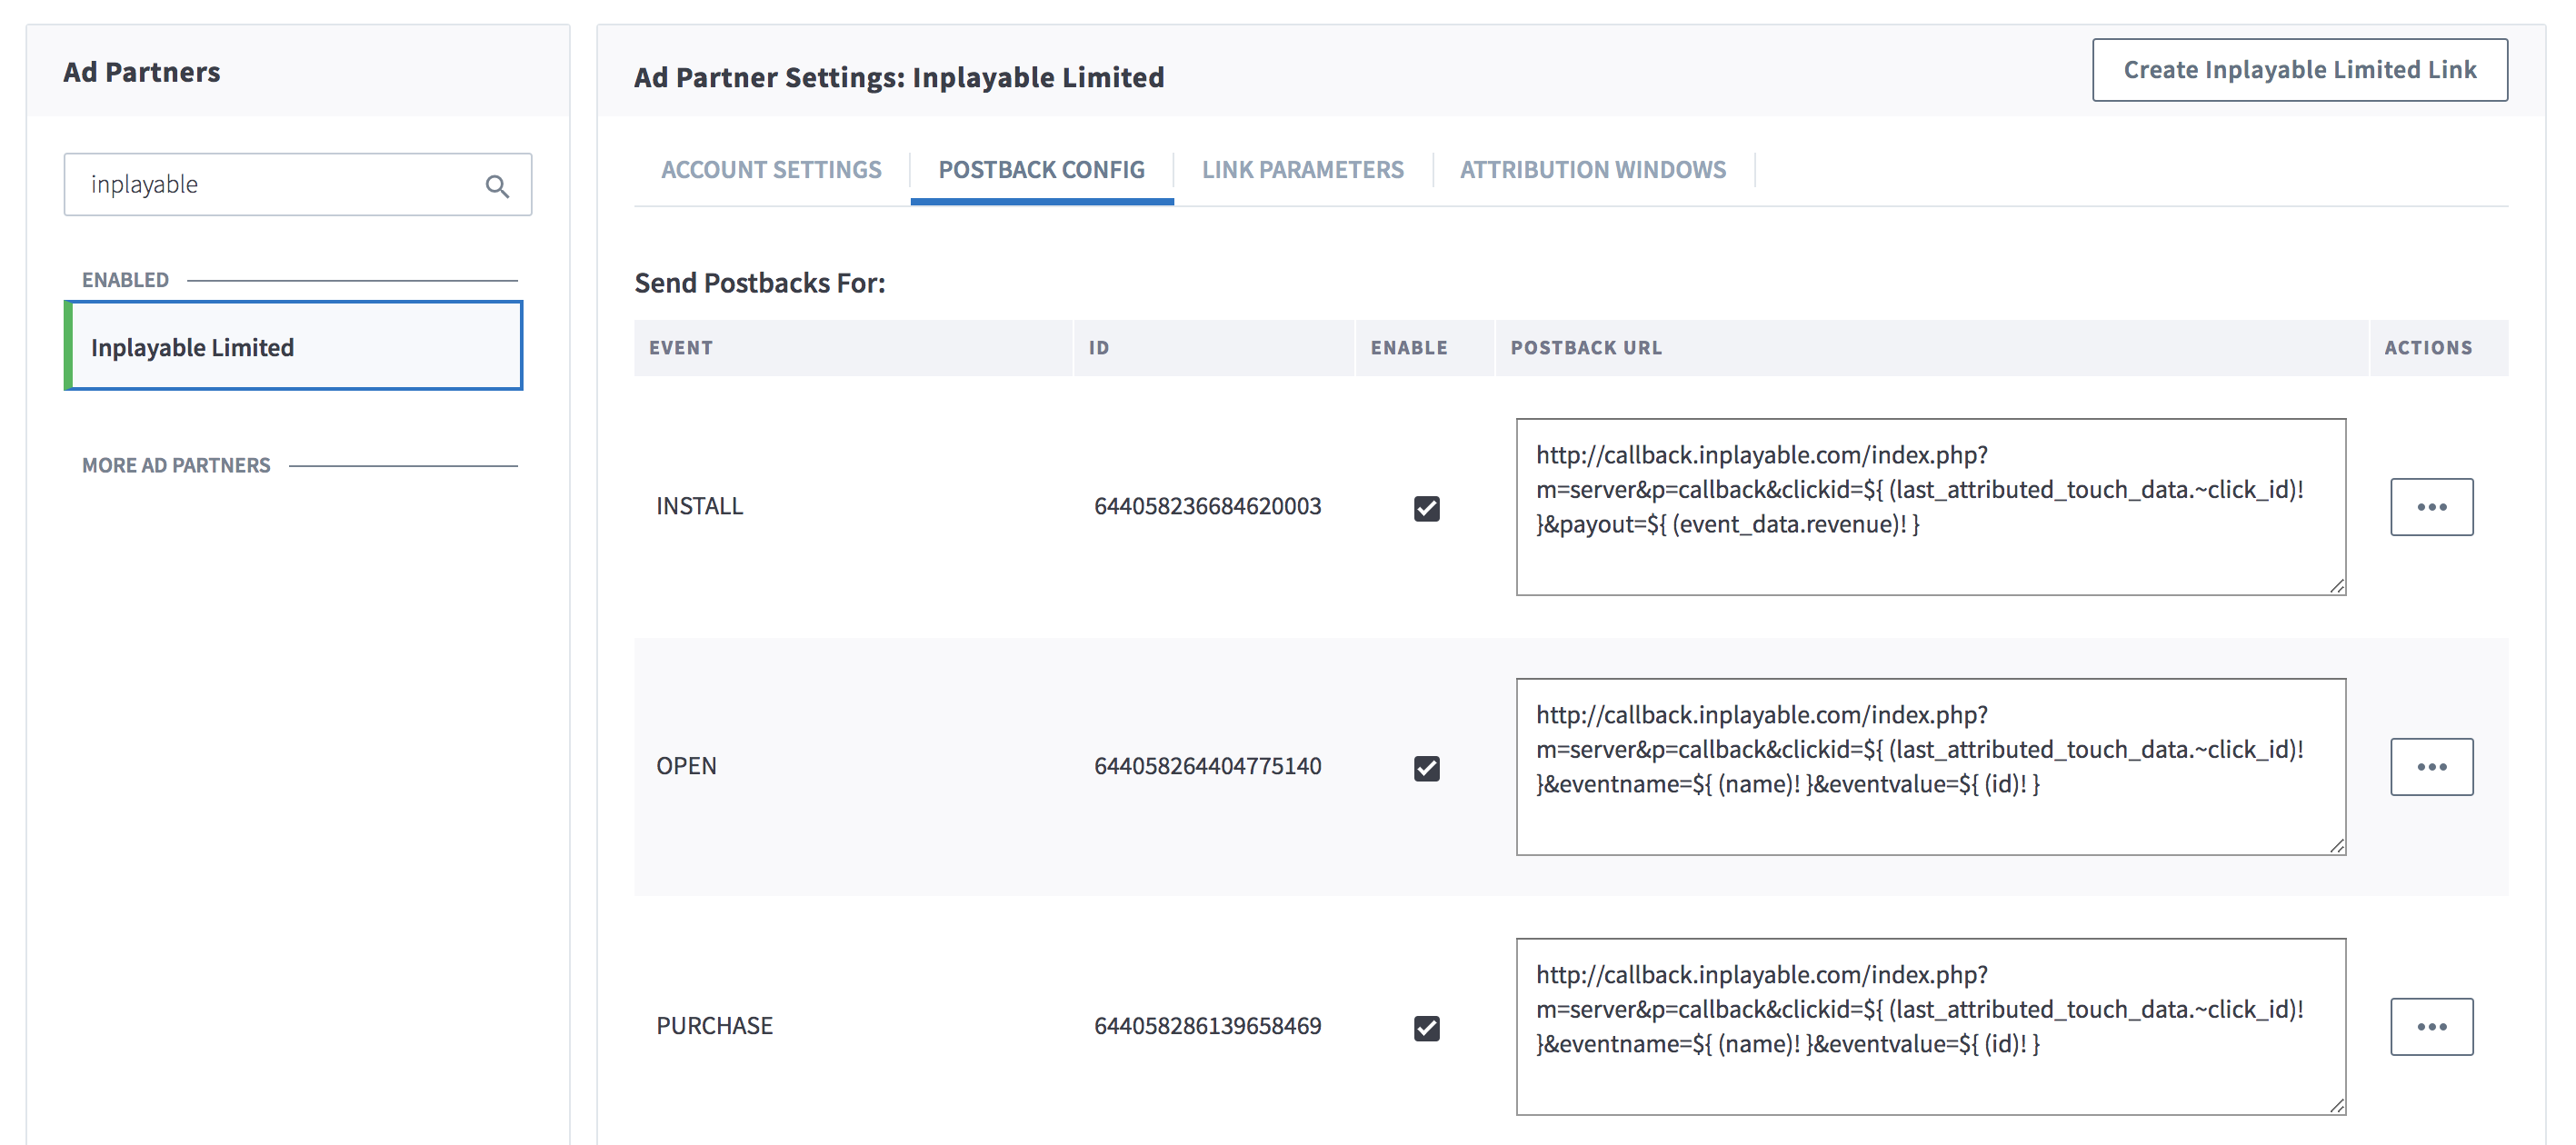 Ad Partners
inplayable
ENABLED
Inplayable Limited
MORE AD PARTNERS
Ad Partner Settings: Inplayable Limited
Create Inplayable Limited Link
ACCOUNT SETTINGS
POSTBACK CONFIG
LINK PARAMETERS
ATTRIBUTION WINDOWS
Send Postbacks For:
EVENT
ID
ENABLE
POSTBACK URL
ACTIONS
INSTALL
644058236684620003
http://callback.inplayable.com/index.php?
m=server&p=callback&clickid=${ (last_attributed_touch_data.~click_id)!
}&payout=${ (event_data.revenue)! }
OPEN
644058264404775140
http://callback.inplayable.com/index.php?
m=server&p=callback&clickid=${ (last_attributed_touch_data.~click_id)!
}&eventname=${ (name)! }&eventvalue=${ (id)! }
PURCHASE
644058286139658469
http://callback.inplayable.com/index.php?
m=server&p=callback&clickid=${ (last_attributed_touch_data.~click_id)!
}&eventname=${ (name)! }&eventvalue=${ (id)! }